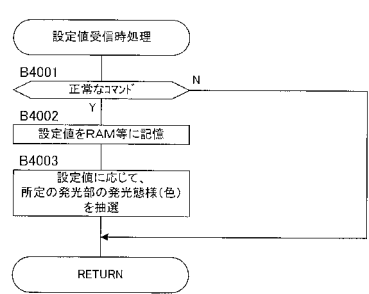 設定値受信時処理
B4001
正常なコマンド
N
Y
B4002
設定値をRAM等に記憶
B4003
設定値に応じて、
所定の発光部の発光態様(色)
を抽選
RETURN